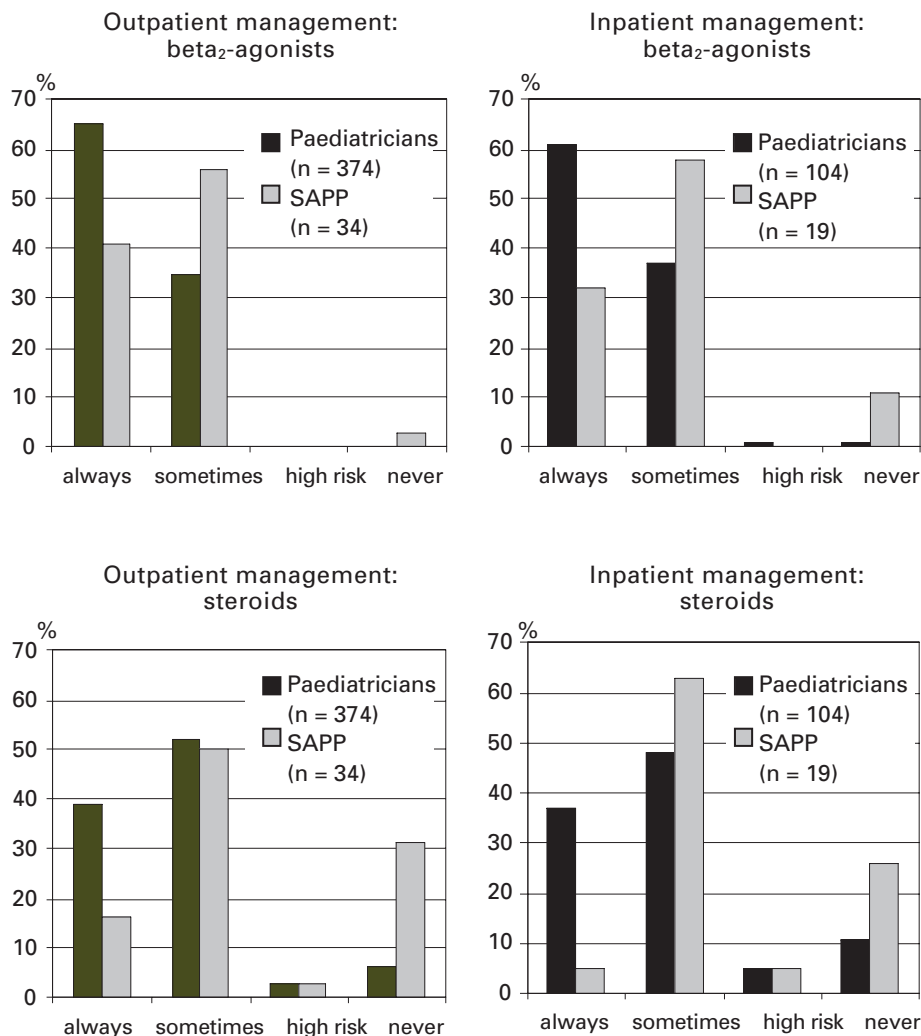 Outpatient management:
beta₂-agonists
%
70
60
50
40
30
20
10
0
Paediatricians
(n = 374)
SAPP
(n = 34)
always sometimes high risk never
Inpatient management:
beta₂-agonists
%
70
60
50
40
30
20
10
0
Paediatricians
(n = 104)
SAPP
(n = 19)
always sometimes high risk never
Outpatient management:
steroids
%
70
60
50
40
30
20
10
0
Paediatricians
(n = 374)
SAPP
(n = 34)
always sometimes high risk never
Inpatient management:
steroids
%
70
60
50
40
30
20
10
0
Paediatricians
(n = 104)
SAPP
(n = 19)
always sometimes high risk never